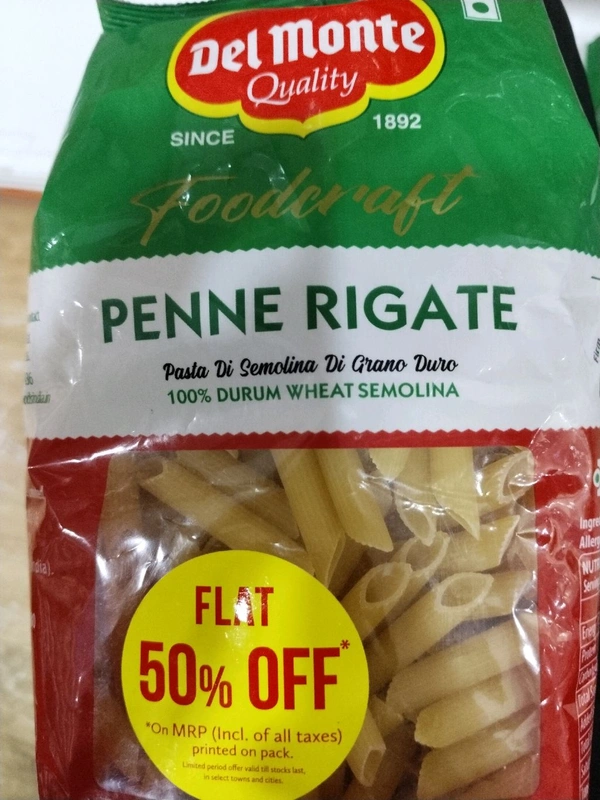 Del Monte
Quality
SINCE 1892
Foodcraft
PENNE RIGATE
Pasta Di Semolina Di Grano Duro
100% DURUM WHEAT SEMOLINA
FLAT
50% OFF*
*On MRP (Incl. of all taxes)
printed on pack.
Limited period offer valid till stocks last,
in select towns and cities.